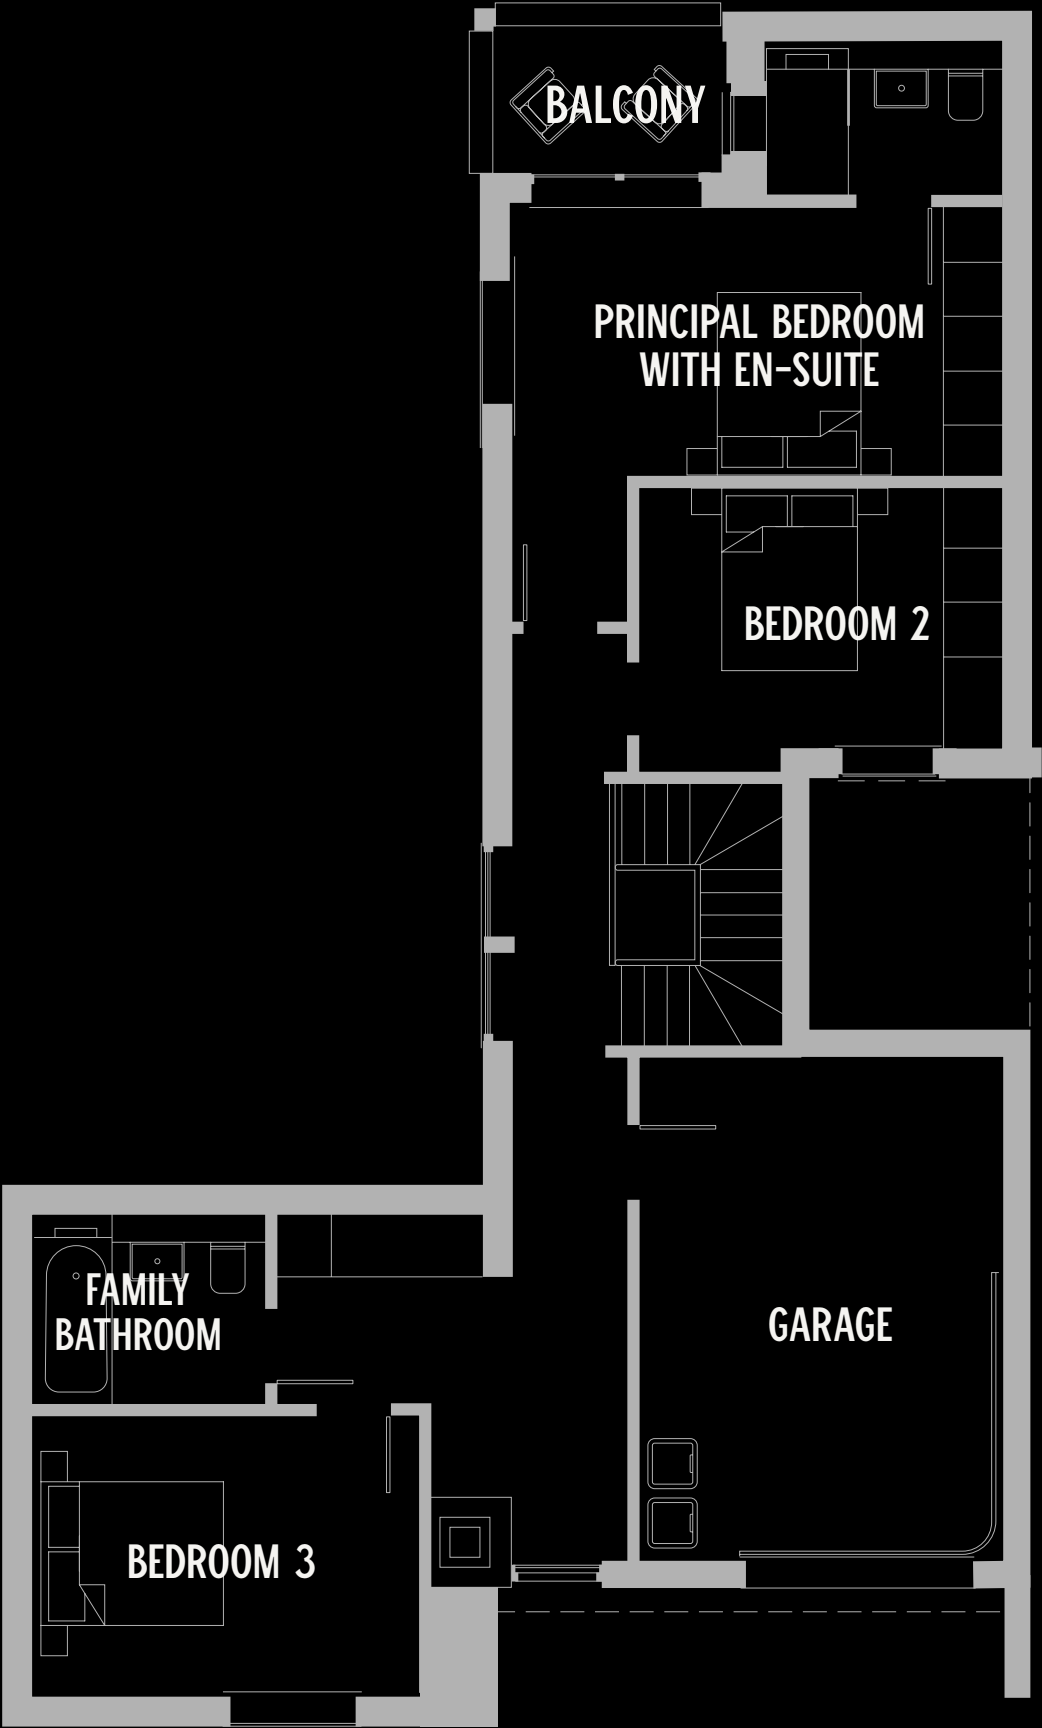 BALCONY
PRINCIPAL BEDROOM
WITH EN-SUITE
BEDROOM 2
FAMILY
BATHROOM
GARAGE
BEDROOM 3